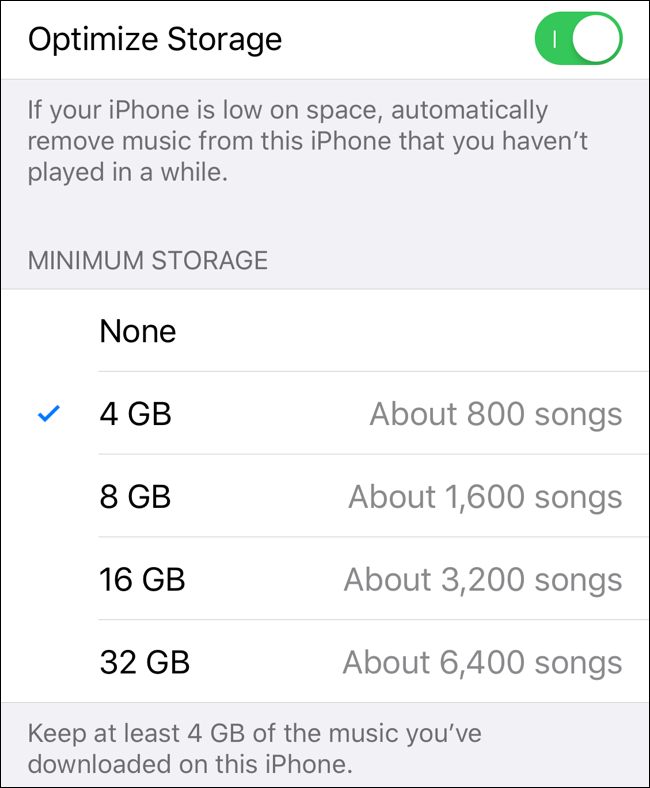 Optimize Storage
If your iPhone is low on space, automatically
remove music from this iPhone that you haven’t
played in a while.
MINIMUM STORAGE
None
4 GB About 800 songs
8 GB About 1,600 songs
16 GB About 3,200 songs
32 GB About 6,400 songs
Keep at least 4 GB of the music you’ve
downloaded on this iPhone.